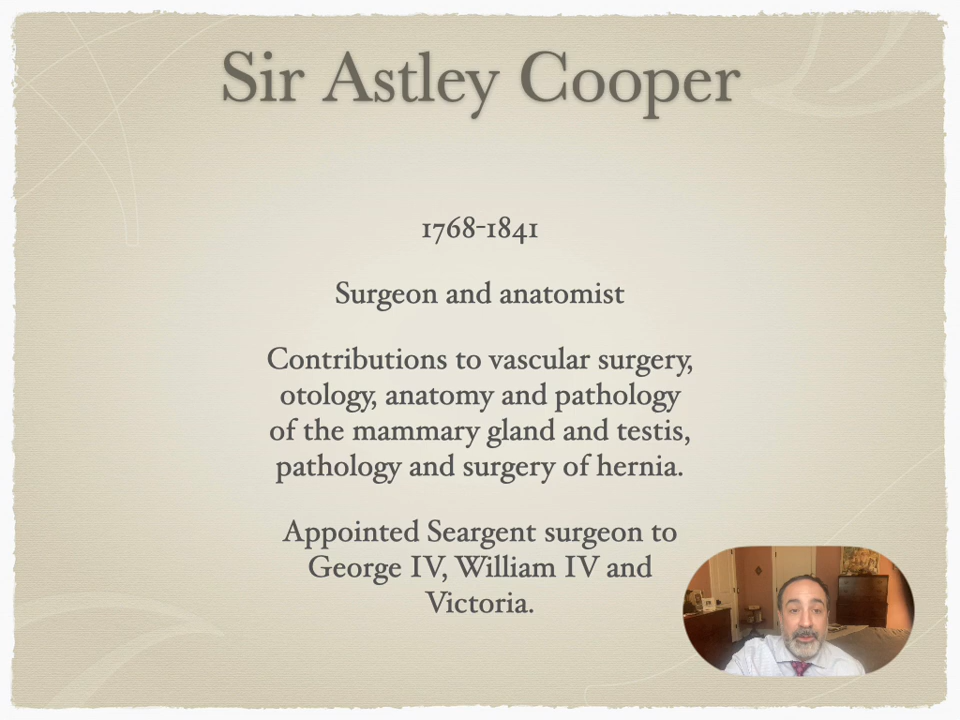 Sir Astley Cooper
1768-1841
Surgeon and anatomist
Contributions to vascular surgery,
otology, anatomy and pathology
of the mammary gland and testis,
pathology and surgery of hernia.
Appointed Seargent surgeon to
George IV, William IV and
Victoria.